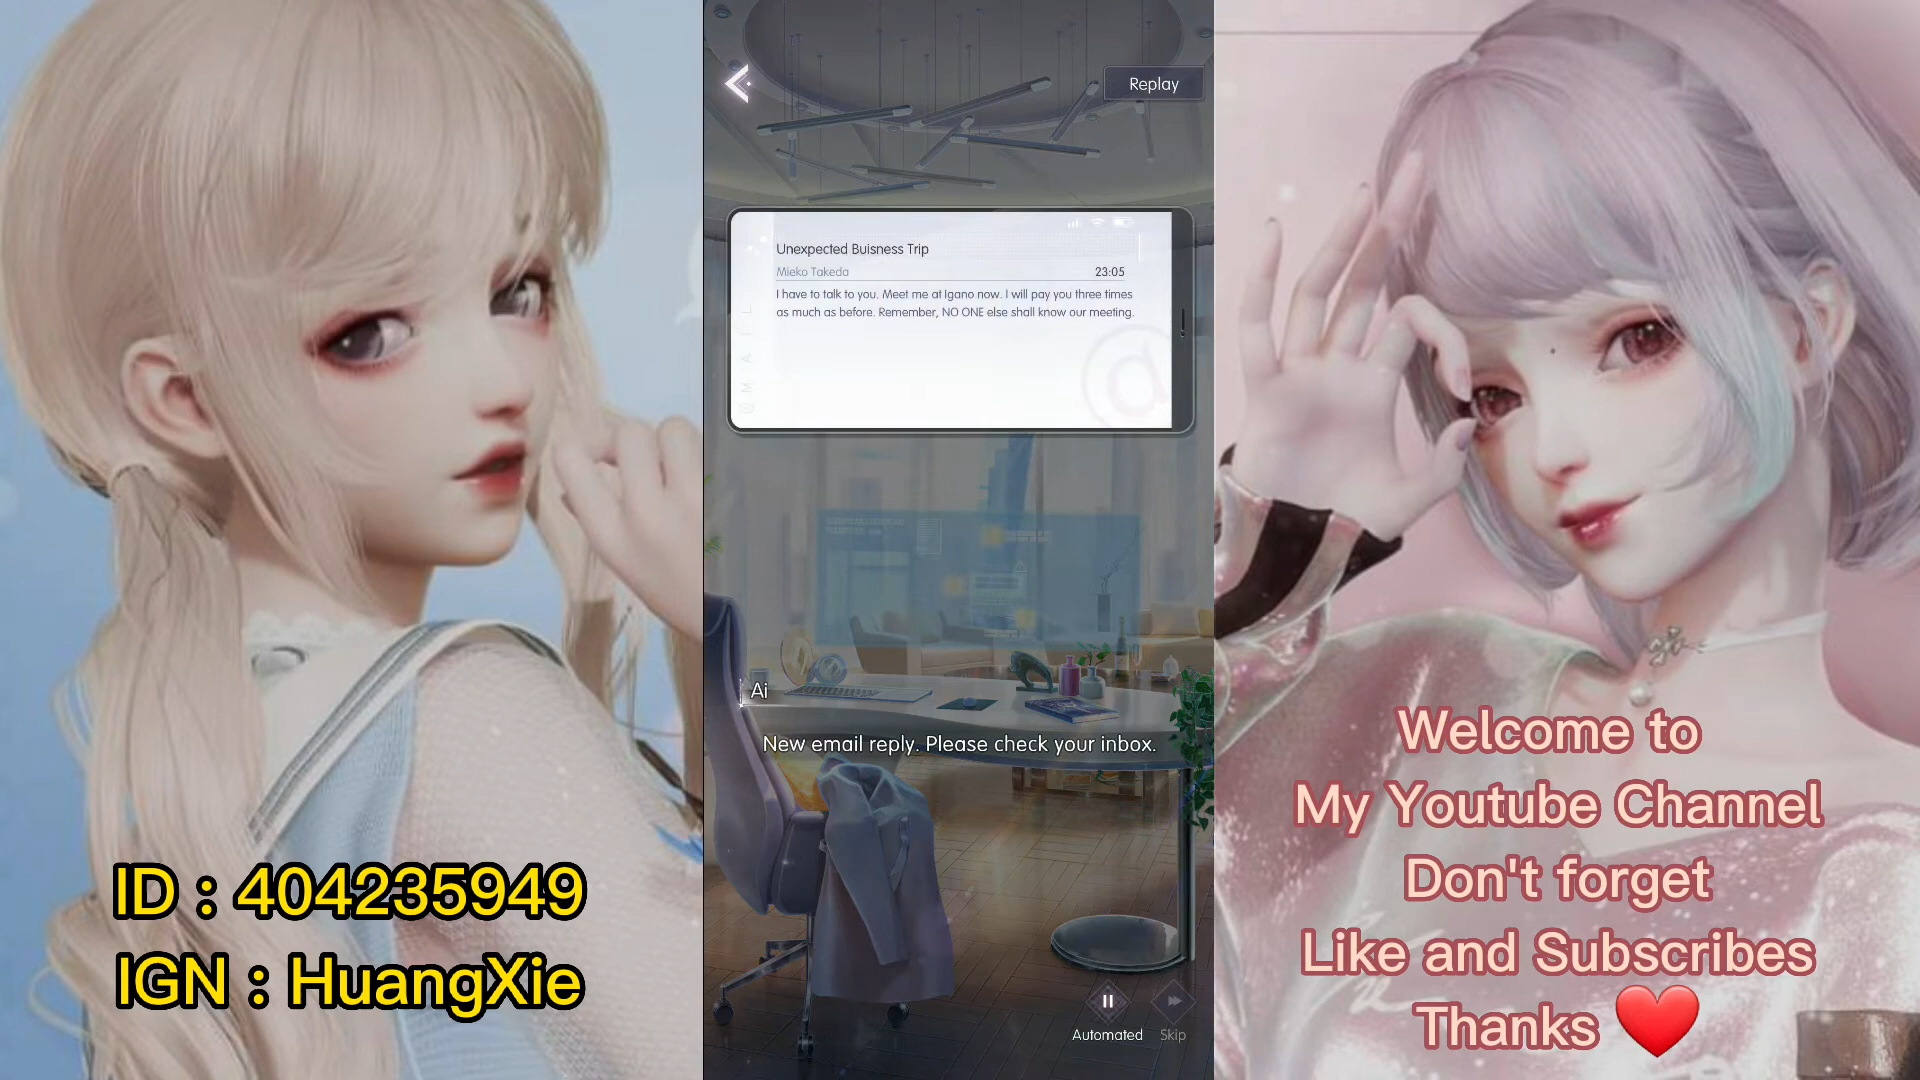 Replay
Unexpected Buisness Trip
Mieko Takeda
23:05
I have to talk to you. Meet me at Igano now. I will pay you three times
as much as before. Remember, NO ONE else shall know our meeting.
@
MAIL
Ai
New email reply. Please check your inbox.
Automated
Skip
ID : 404235949
IGN : HuangXie
Welcome to
My Youtube Channel
Don't forget
Like and Subscribes
Thanks ❤️